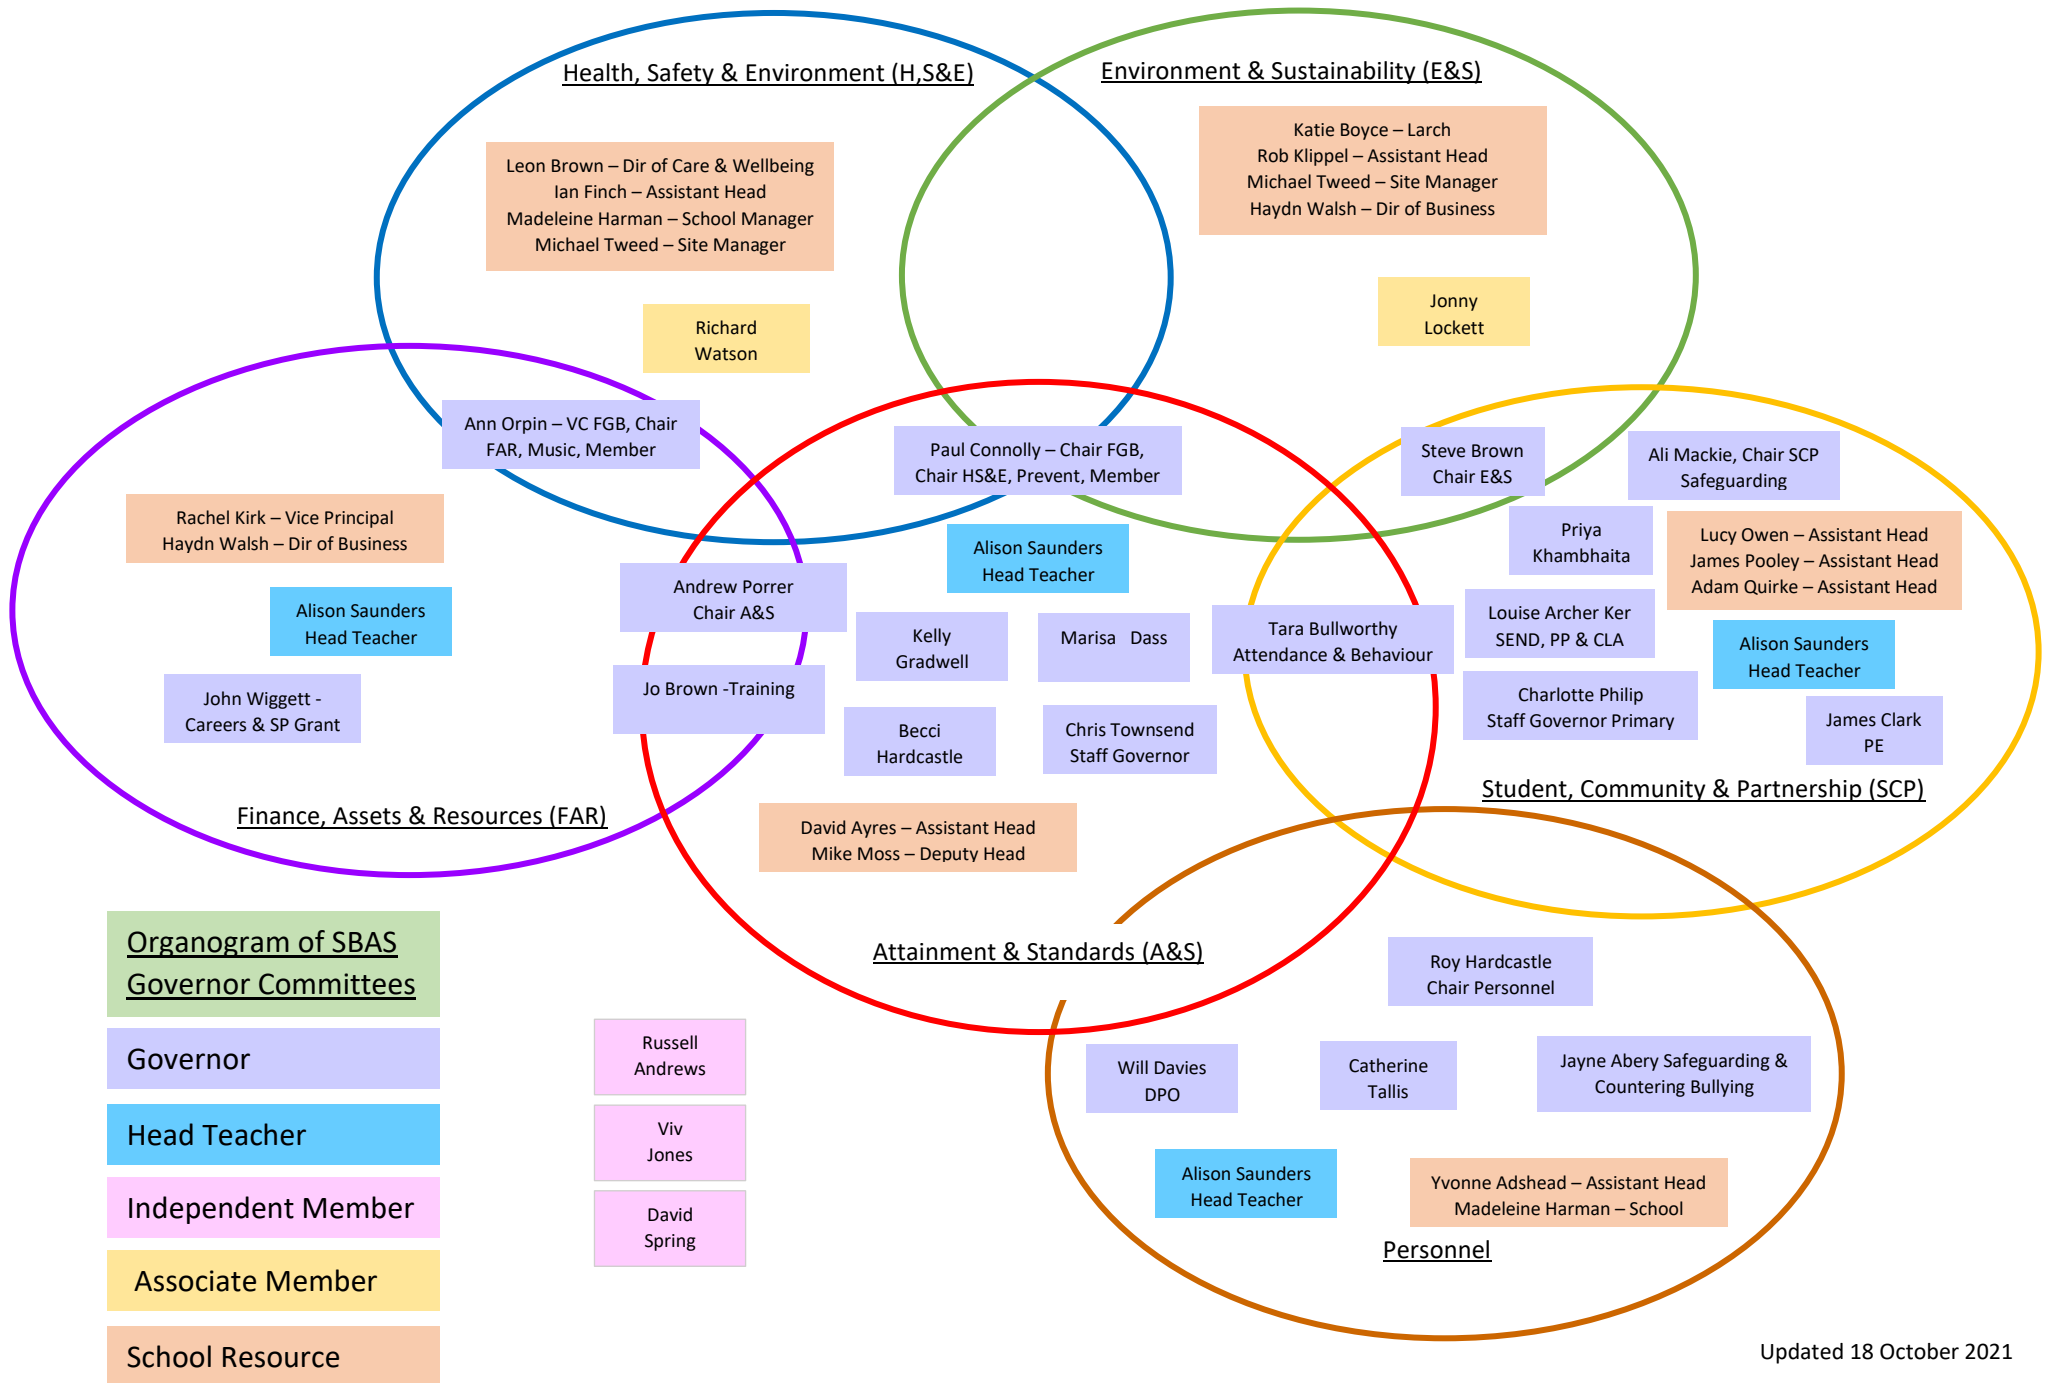 Health, Safety & Environment (H,S&E)
Environment & Sustainability (E&S)
Leon Brown – Dir of Care & Wellbeing
Ian Finch – Assistant Head
Madeleine Harman – School Manager
Michael Tweed – Site Manager
Katie Boyce – Larch
Rob Klippel – Assistant Head
Michael Tweed – Site Manager
Haydn Walsh – Dir of Business
Richard
Watson
Jonny
Lockett
Ann Orpin – VC FGB, Chair
FAR, Music, Member
Paul Connolly – Chair FGB,
Chair HS&E, Prevent, Member
Steve Brown
Chair E&S
Ali Mackie, Chair SCP
Safeguarding
Rachel Kirk – Vice Principal
Haydn Walsh – Dir of Business
Alison Saunders
Head Teacher
John Wiggett -
Careers & SP Grant
Finance, Assets & Resources (FAR)
Andrew Porrer
Chair A&S
Jo Brown -Training
Alison Saunders
Head Teacher
Kelly
Gradwell
Marisa   Dass
Becci
Hardcastle
Chris Townsend
Staff Governor
David Ayres – Assistant Head
Mike Moss – Deputy Head
Attainment & Standards (A&S)
Tara Bullworthy
Attendance & Behaviour
Priya
Khambhaita
Lucy Owen – Assistant Head
James Pooley – Assistant Head
Adam Quirke – Assistant Head
Louise Archer Ker
SEND, PP & CLA
Alison Saunders
Head Teacher
Charlotte Philip
Staff Governor Primary
James Clark
PE
Student, Community & Partnership (SCP)
Roy Hardcastle
Chair Personnel
Will Davies
DPO
Catherine
Tallis
Jayne Abery Safeguarding &
Countering Bullying
Alison Saunders
Head Teacher
Yvonne Adshead – Assistant Head
Madeleine Harman – School
Personnel
Organogram of SBAS
Governor Committees
Governor
Head Teacher
Independent Member
Associate Member
School Resource
Russell
Andrews
Viv
Jones
David
Spring
Updated 18 October 2021